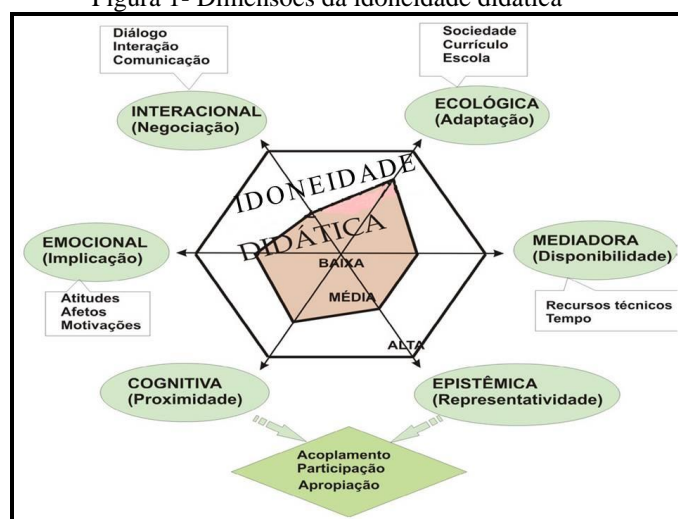 Figura 1- Dimensões da idoneidade didática
Diálogo
Interação
Comunicação
Sociedade
Currículo
Escola
INTERACIONAL
(Negociação)
ECOLÓGICA
(Adaptação)
IDONEIDADE
DIDÁTICA
EMOCIONAL
(Implicação)
MEDIADORA
(Disponibilidade)
BAIXA
MÉDIA
ALTA
Atitudes
Afetos
Motivações
Recursos técnicos
Tempo
COGNITIVA
(Proximidade)
EPISTÊMICA
(Representatividade)
Acoplamento
Participação
Apropiação